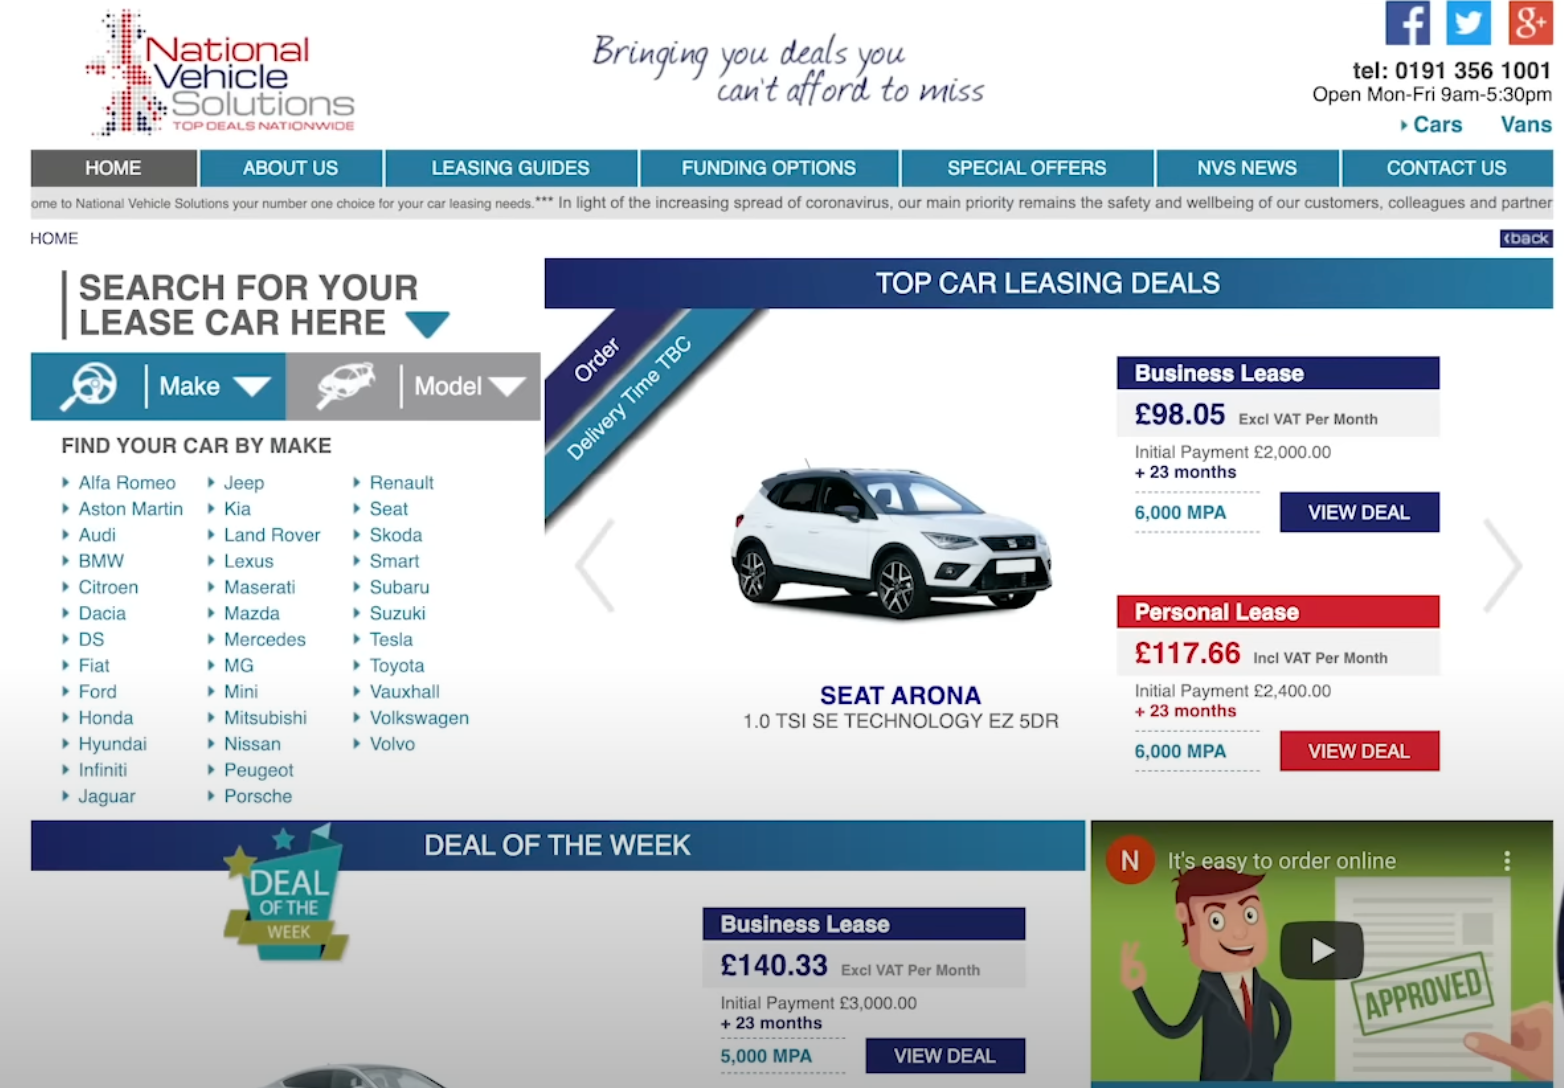 National
Vehicle
Solutions
TOP DEALS NATIONWIDE
Bringing you deals you
can't afford to miss
tel: 0191 356 1001
Open Mon-Fri 9am-5:30pm
Cars Vans
HOME ABOUT US LEASING GUIDES FUNDING OPTIONS SPECIAL OFFERS NVS NEWS CONTACT US
ome to National Vehicle Solutions your number one choice for your car leasing needs.*** In light of the increasing spread of coronavirus, our main priority remains the safety and wellbeing of our customers, colleagues and partner
HOME
‹back
SEARCH FOR YOUR
LEASE CAR HERE
Make
Model
FIND YOUR CAR BY MAKE
Alfa Romeo
Aston Martin
Audi
BMW
Citroen
Dacia
DS
Fiat
Ford
Honda
Hyundai
Infiniti
Jaguar
Jeep
Kia
Land Rover
Lexus
Maserati
Mazda
Mercedes
MG
Mini
Mitsubishi
Nissan
Peugeot
Porsche
Renault
Seat
Skoda
Smart
Subaru
Suzuki
Tesla
Toyota
Vauxhall
Volkswagen
Volvo
TOP CAR LEASING DEALS
Order
Delivery Time TBC
SEAT ARONA
1.0 TSI SE TECHNOLOGY EZ 5DR
Business Lease
£98.05 Excl VAT Per Month
Initial Payment £2,000.00
+ 23 months
6,000 MPA
VIEW DEAL
Personal Lease
£117.66 Incl VAT Per Month
Initial Payment £2,400.00
+ 23 months
6,000 MPA
VIEW DEAL
DEAL OF THE WEEK
DEAL
OF THE
WEEK
Business Lease
£140.33 Excl VAT Per Month
Initial Payment £3,000.00
+ 23 months
5,000 MPA
VIEW DEAL
N It's easy to order online
APPROVED